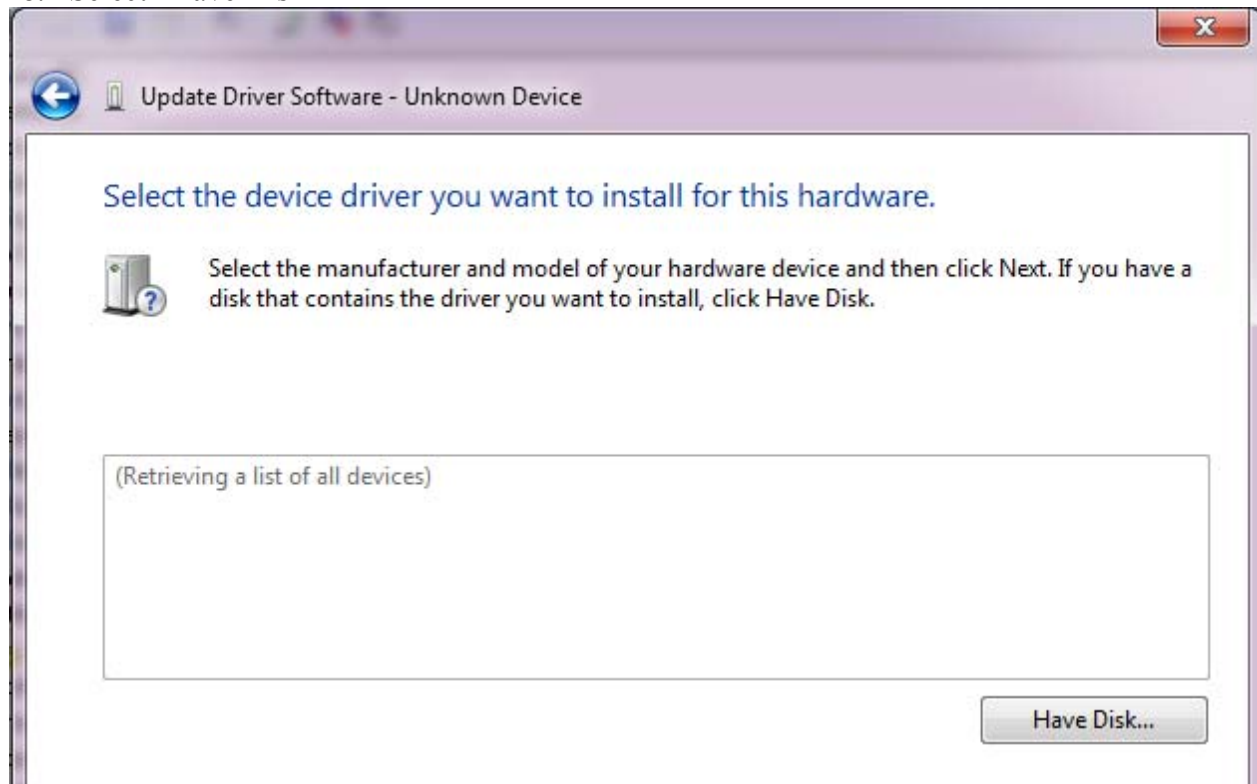 Update Driver Software - Unknown Device
Select the device driver you want to install for this hardware.
Select the manufacturer and model of your hardware device and then click Next. If you have a
disk that contains the driver you want to install, click Have Disk.
(Retrieving a list of all devices)
Have Disk...